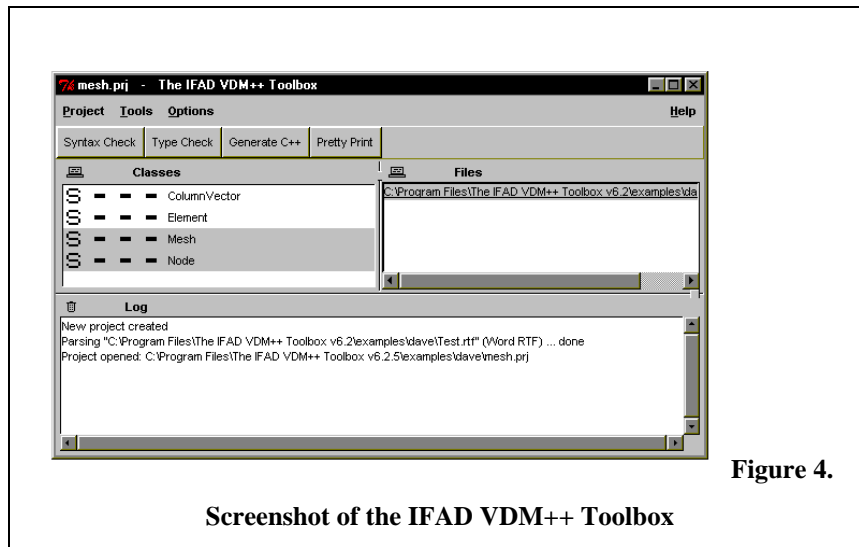 mesh.prj - The IFAD VDM++ Toolbox
Project Tools Options Help
Syntax Check Type Check Generate C++ Pretty Print
Classes
S - - - ColumnVector
S - - - Element
S - - - Mesh
S - - - Node
Files
C:\Program Files\The IFAD VDM++ Toolbox v6.2\examples\da
Log
New project created
Parsing "C:\Program Files\The IFAD VDM++ Toolbox v6.2\examples\dave\Test.rtf" (Word RTF) ... done
Project opened: C:\Program Files\The IFAD VDM++ Toolbox v6.2.5\examples\dave\mesh.prj
Figure 4.
Screenshot of the IFAD VDM++ Toolbox